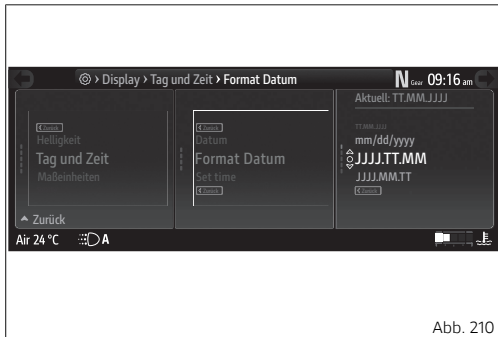 Display › Tag und Zeit › Format Datum
N Gear 09:16 am
Zurück
Helligkeit
Tag und Zeit
Maßeinheiten
Zurück
Zurück
Datum
Format Datum
Set time
Zurück
Aktuell: TT.MM.JJJJ
TT.MM.JJJJ
mm/dd/yyyy
JJJJ.TT.MM
JJJJ.MM.TT
Zurück
Air 24 °C
A
Abb. 210